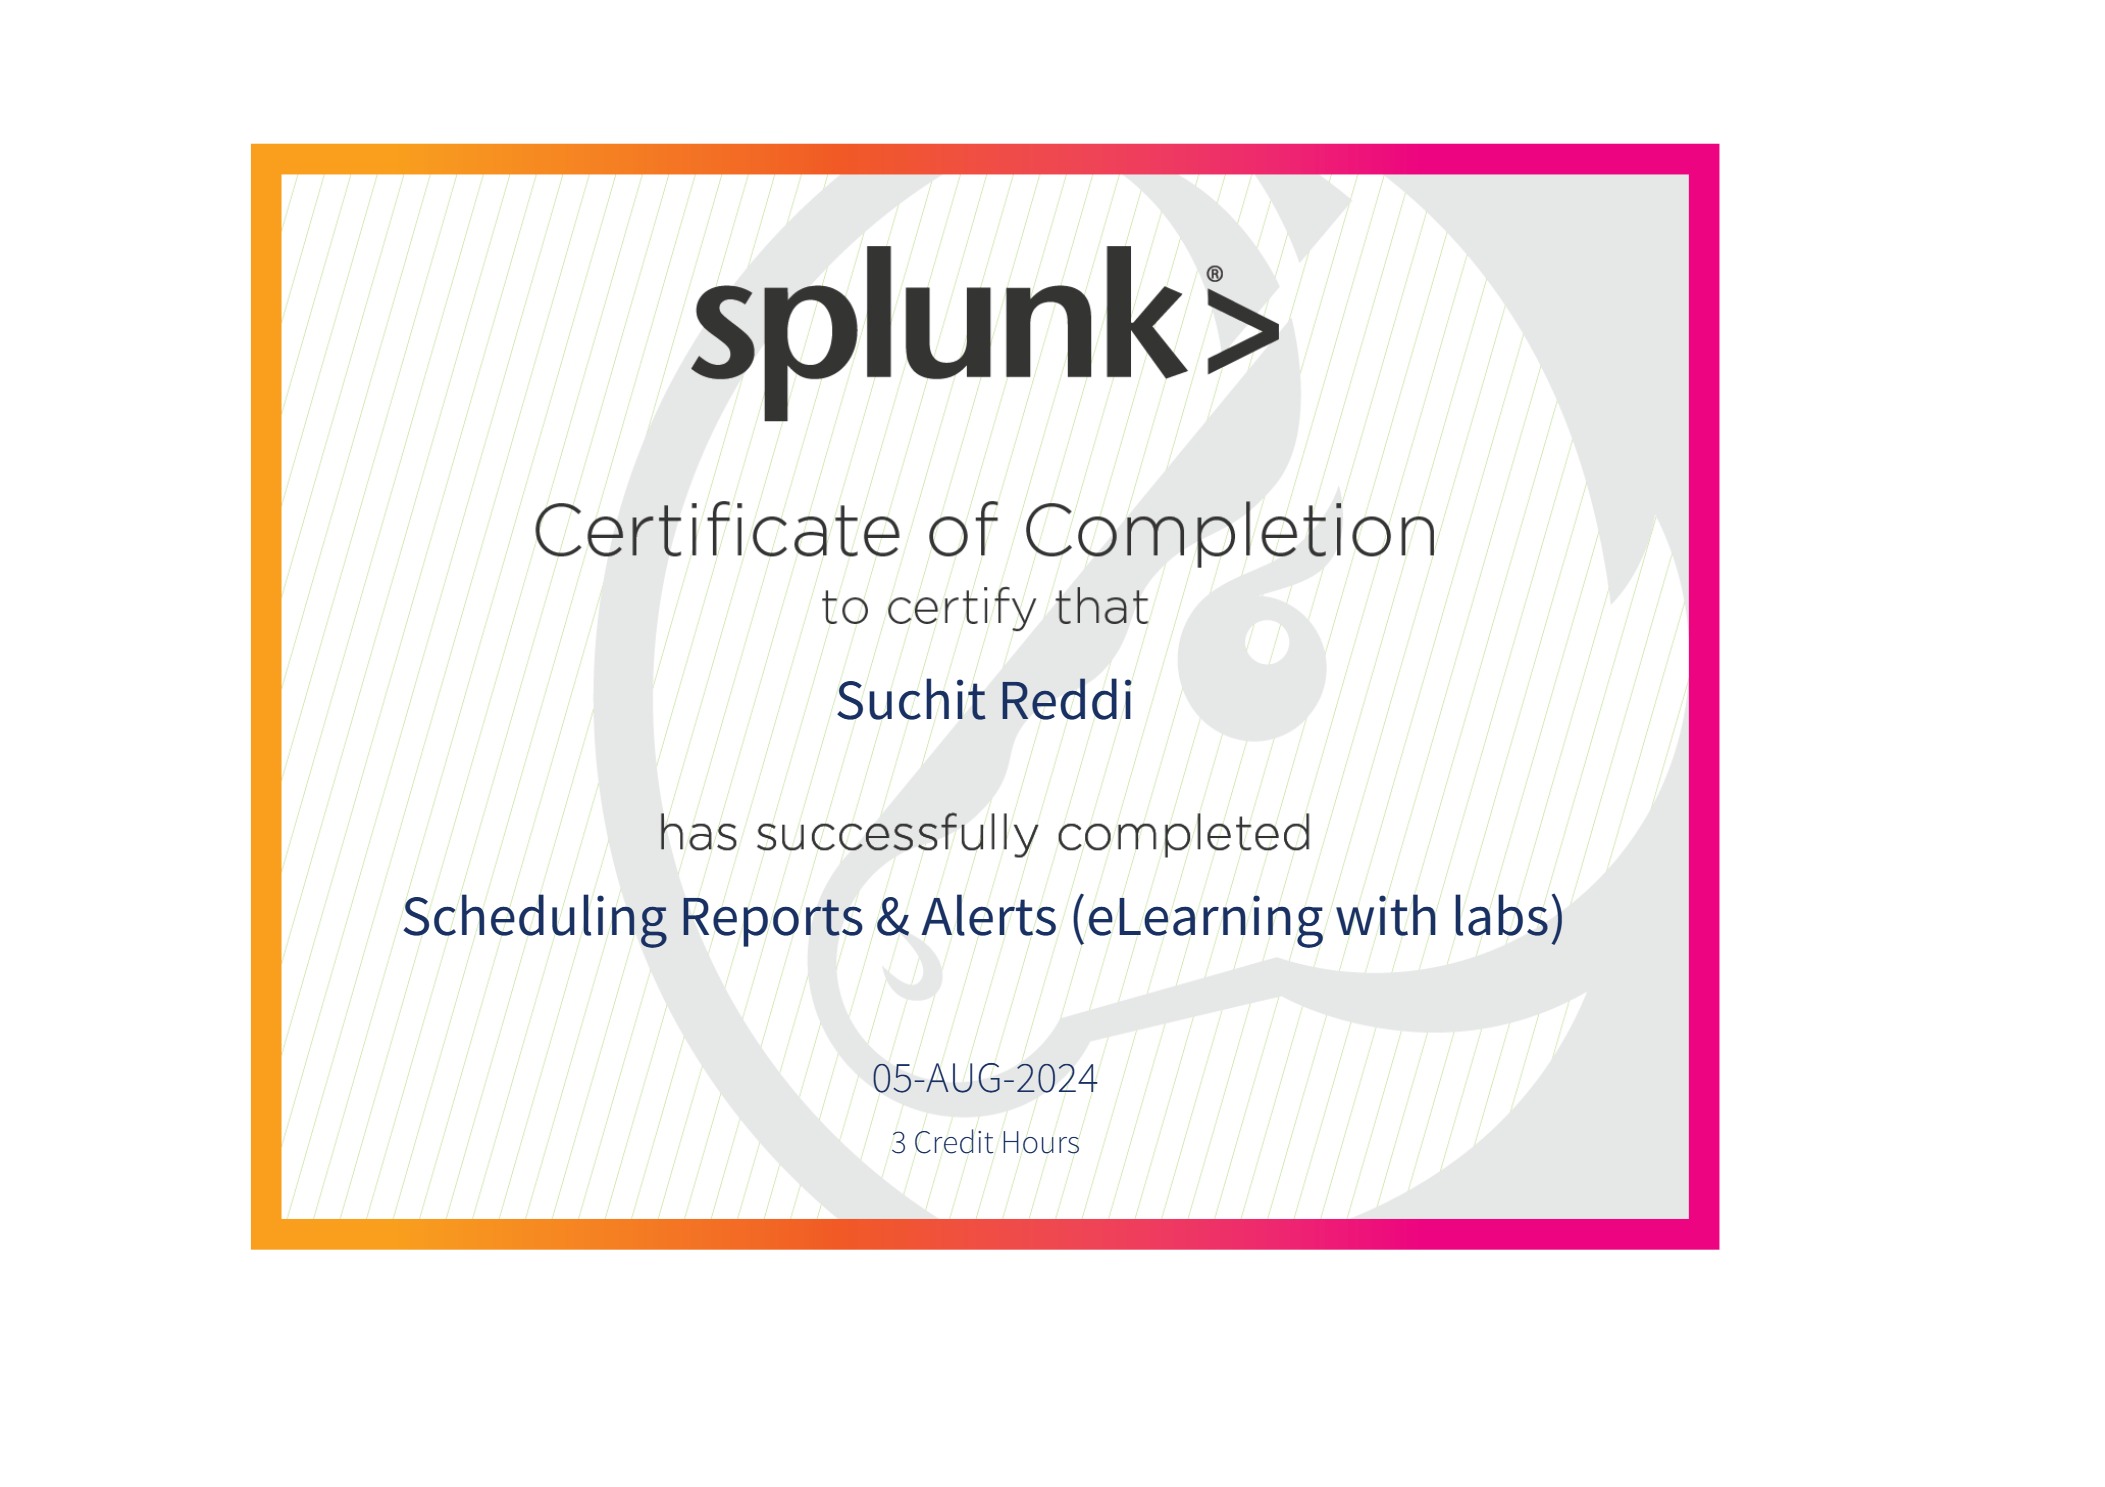 splunk>®
Certificate of Completion
to certify that
Suchit Reddi
has successfully completed
Scheduling Reports & Alerts (eLearning with labs)
05-AUG-2024
3 Credit Hours